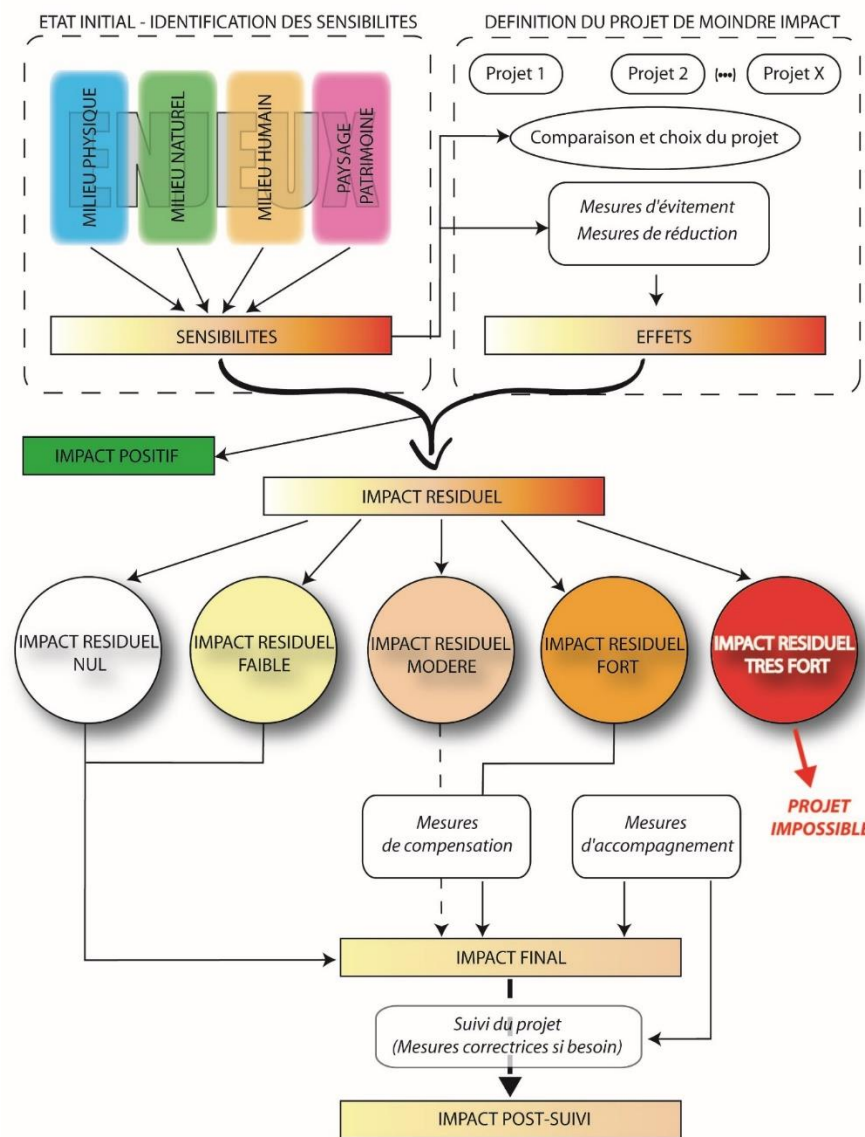 ETAT INITIAL - IDENTIFICATION DES SENSIBILITES
MILIEU PHYSIQUE
MILIEU NATUREL
MILIEU HUMAIN
PAYSAGE
PATRIMOINE
ENJEUX
SENSIBILITES
DEFINITION DU PROJET DE MOINDRE IMPACT
Projet 1
Projet 2
(•••)
Projet X
Comparaison et choix du projet
Mesures d'évitement
Mesures de réduction
EFFETS
IMPACT POSITIF
IMPACT RESIDUEL
IMPACT RESIDUEL
NUL
IMPACT RESIDUEL
FAIBLE
IMPACT RESIDUEL
MODERE
IMPACT RESIDUEL
FORT
IMPACT RESIDUEL
TRES FORT
PROJET
IMPOSSIBLE
Mesures
de compensation
Mesures
d'accompagnement
IMPACT FINAL
Suivi du projet
(Mesures correctrices si besoin)
IMPACT POST-SUIVI